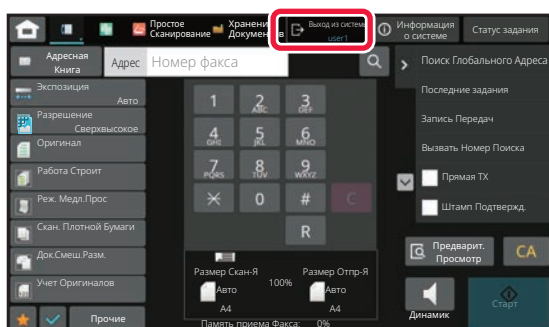 Простое
Сканирование
Хранени
Документов
Выход из систем
user1
Информация
о системе
Статус задания
Адресная
Книга
Адрес
Номер факса
Поиск Глобального Адреса
Экспозиция
Авто
Последние задания
Разрешение
Сверхвысокое
Запись Передач
Оригинал
Вызвать Номер Поиска
Работа Строит
Прямая TX
Реж. Медл.Прос
Штамп Подтвержд.
Скан. Плотной Бумаги
Док.Смеш.Разм.
Учет Оригиналов
Прочие
1
2 ABC
3 DEF
4 GHI
5 JKL
6 MNO
7 PQRS
8 TUV
9 WXYZ
0
#
C
R
Размер Скан-Я
Размер Отпр-Я
Авто
100%
Авто
A4
A4
Память приема Факса: 0%
Предварит.
Просмотр
CA
Динамик
Старт